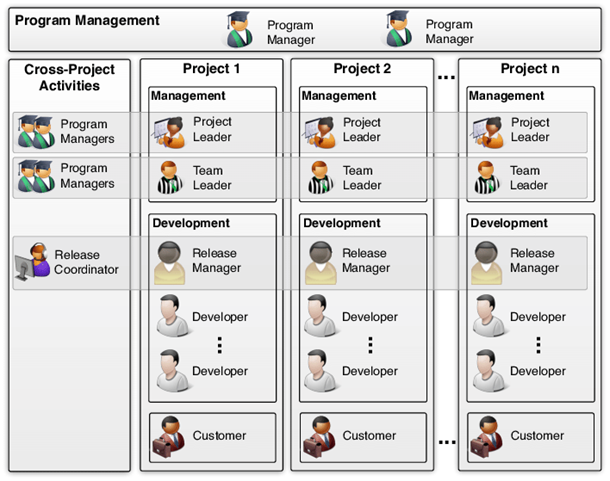 Program Management
Program
Manager
Program
Manager
Cross-Project
Activities
Program
Managers
Program
Managers
Release
Coordinator
Project 1
Management
Project
Leader
Team
Leader
Development
Release
Manager
Developer
Developer
Customer
Project 2
Management
Project
Leader
Team
Leader
Development
Release
Manager
Developer
Developer
Customer
...
...
Project n
Management
Project
Leader
Team
Leader
Development
Release
Manager
Developer
Developer
Customer